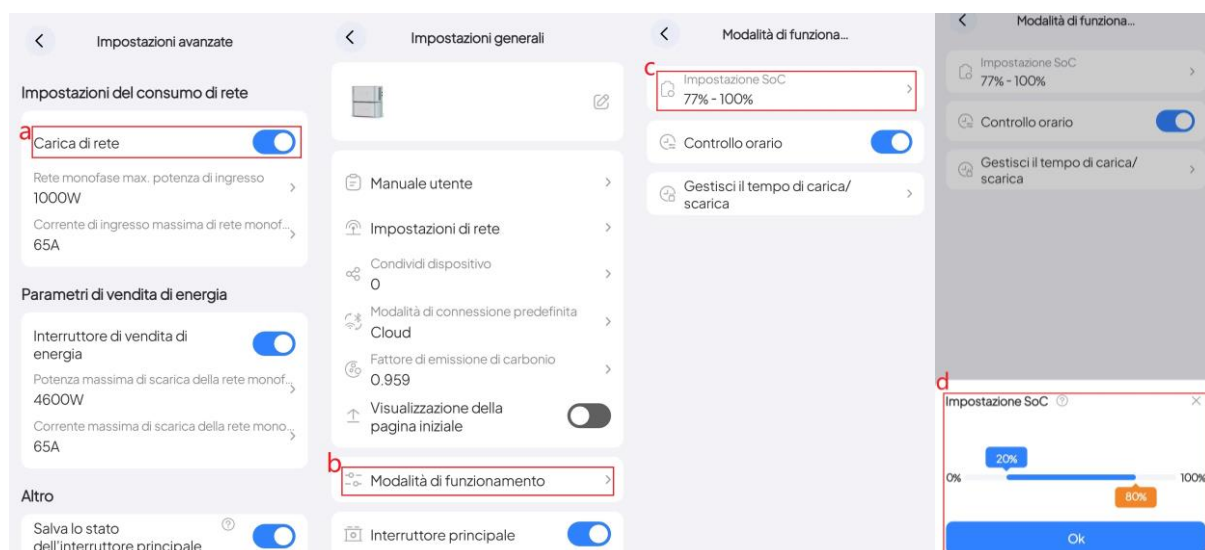 Impostazioni avanzate
Impostazioni del consumo di rete
a
Carica di rete
Rete monofase max. potenza di ingresso
1000W
Corrente di ingresso massima di rete monof...
65A
Parametri di vendita di energia
Interruttore di vendita di
energia
Potenza massima di scarica della rete monof...
4600W
Corrente massima di scarica della rete mono...
65A
Altro
Salva lo stato
dell'interruttore principale
Impostazioni generali
Manuale utente
Impostazioni di rete
Condividi dispositivo
0
Modalità di connessione predefinita
Cloud
Fattore di emissione di carbonio
0.959
Visualizzazione della
pagina iniziale
b
Modalità di funzionamento
Interruttore principale
Modalità di funziona...
c
Impostazione SoC
77% - 100%
Controllo orario
Gestisci il tempo di carica/
scarica
Modalità di funziona...
Impostazione SoC
77% - 100%
Controllo orario
Gestisci il tempo di carica/
scarica
d
Impostazione SoC
20%
0%
100%
80%
Ok